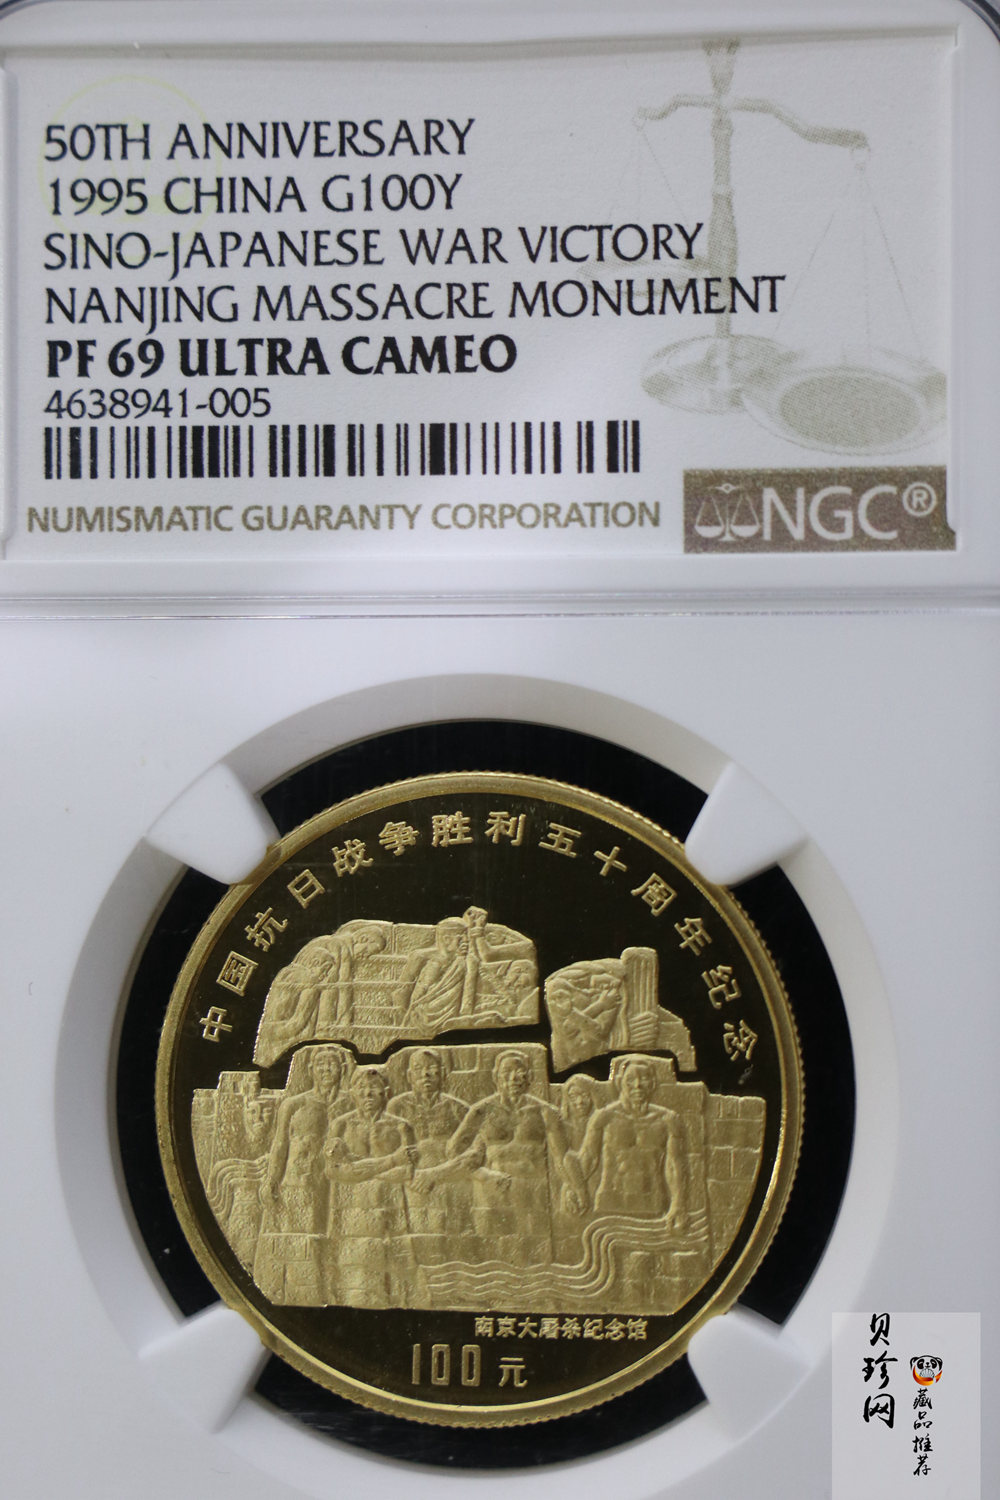 50TH ANNIVERSARY
1995 CHINA G100Y
SINO-JAPANESE WAR VICTORY
NANJING MASSACRE MONUMENT
PF 69 ULTRA CAMEO
4638941-005
NUMISMATIC GUARANTY CORPORATION
NGC®
中国抗日战争胜利五十周年纪念
南京大屠杀纪念馆
100元
贝珍网
藏品推荐